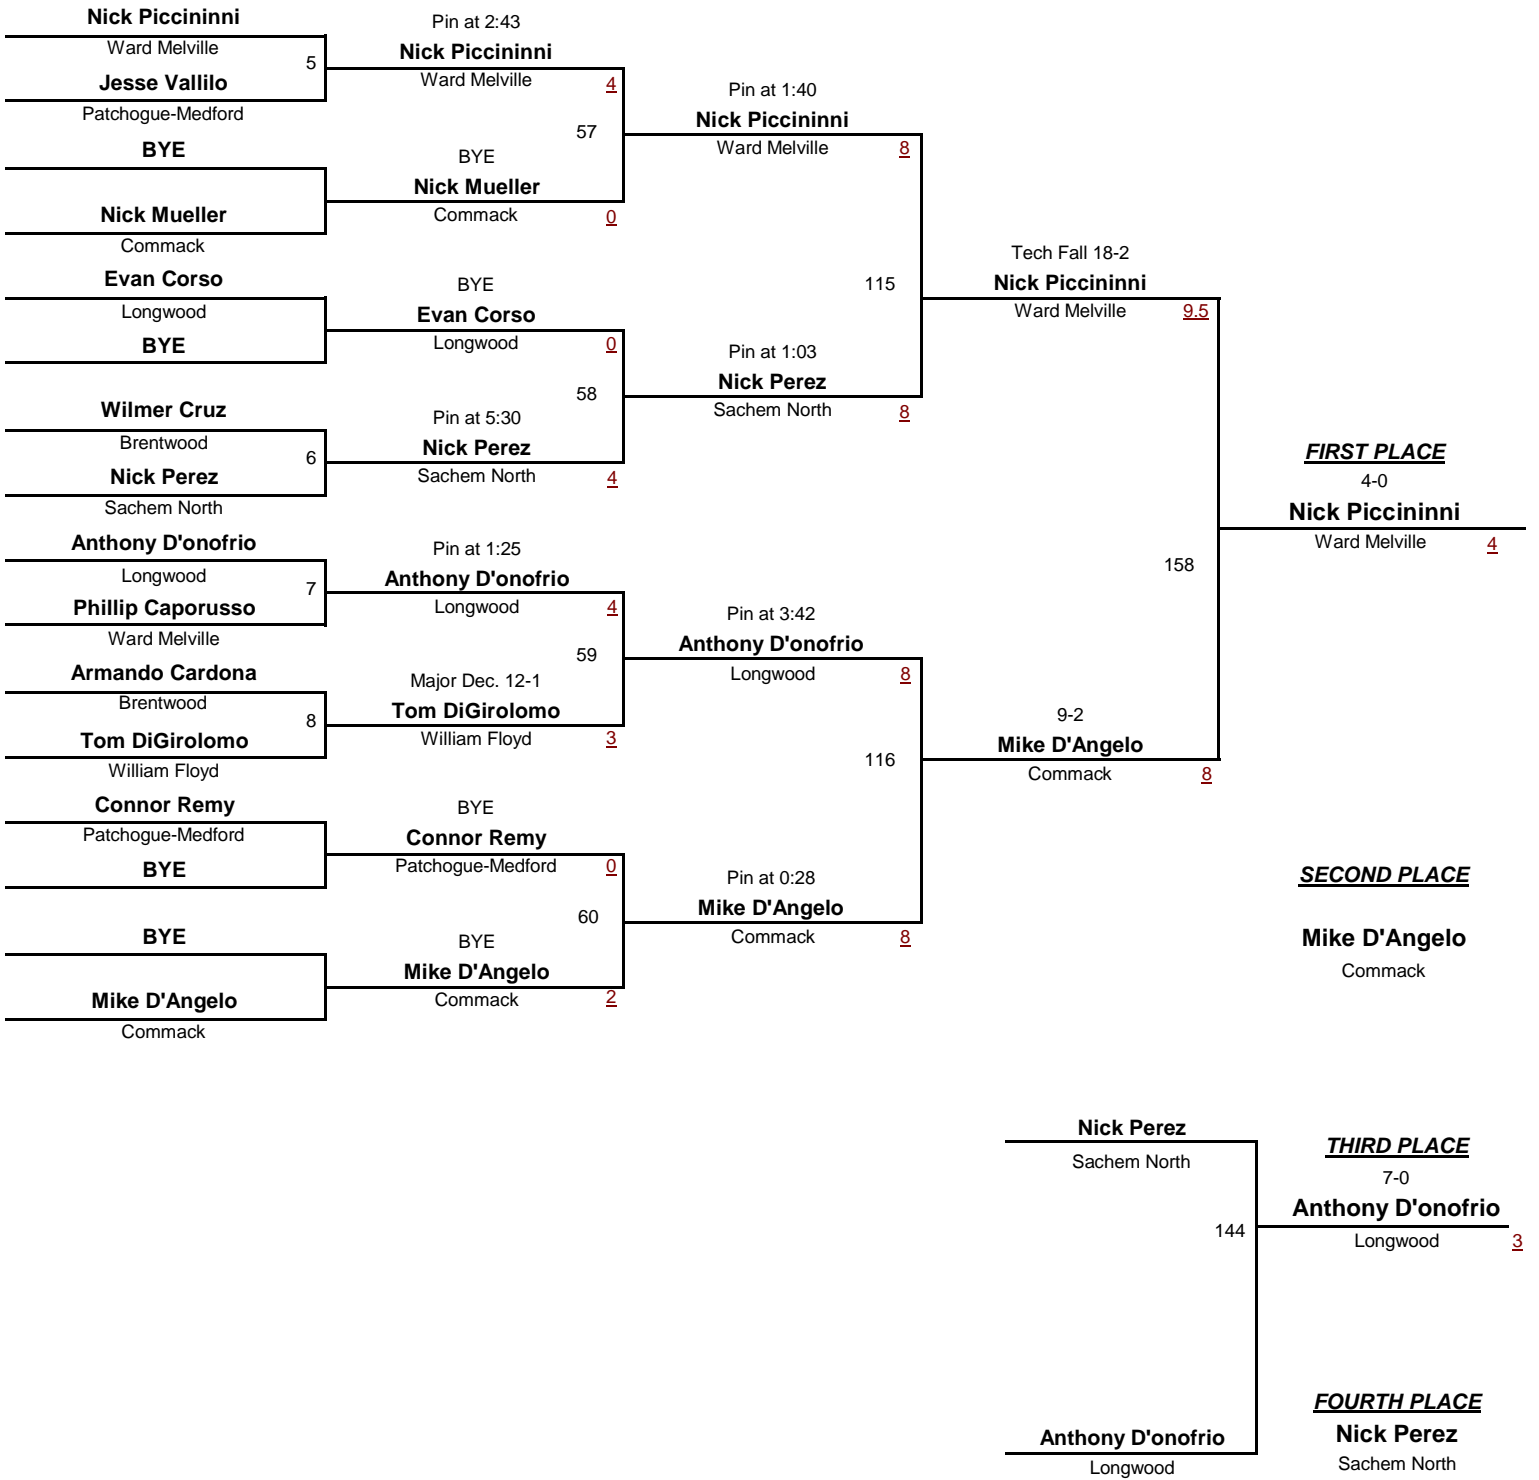 Nick Piccininni
Ward Melville
5
Jesse Vallilo
Patchogue-Medford
BYE
Nick Mueller
Commack
Evan Corso
Longwood
BYE
Wilmer Cruz
Brentwood
6
Nick Perez
Sachem North
Anthony D'onofrio
Longwood
7
Phillip Caporusso
Ward Melville
Armando Cardona
Brentwood
8
Tom DiGirolomo
William Floyd
Connor Remy
Patchogue-Medford
BYE
BYE
Mike D'Angelo
Commack
Pin at 2:43
Nick Piccininni
Ward Melville
4
57
BYE
Nick Mueller
Commack
0
BYE
Evan Corso
Longwood
0
58
Pin at 5:30
Nick Perez
Sachem North
4
Pin at 1:25
Anthony D'onofrio
Longwood
4
59
Major Dec. 12-1
Tom DiGirolomo
William Floyd
3
BYE
Connor Remy
Patchogue-Medford
0
60
BYE
Mike D'Angelo
Commack
2
Pin at 1:40
Nick Piccininni
Ward Melville
8
115
Pin at 1:03
Nick Perez
Sachem North
8
Pin at 3:42
Anthony D'onofrio
Longwood
8
116
Pin at 0:28
Mike D'Angelo
Commack
8
Tech Fall 18-2
Nick Piccininni
Ward Melville
9.5
158
9-2
Mike D'Angelo
Commack
8
FIRST PLACE
4-0
Nick Piccininni
Ward Melville
4
SECOND PLACE
Mike D'Angelo
Commack
Nick Perez
Sachem North
144
Anthony D'onofrio
Longwood
THIRD PLACE
7-0
Anthony D'onofrio
Longwood
3
FOURTH PLACE
Nick Perez
Sachem North